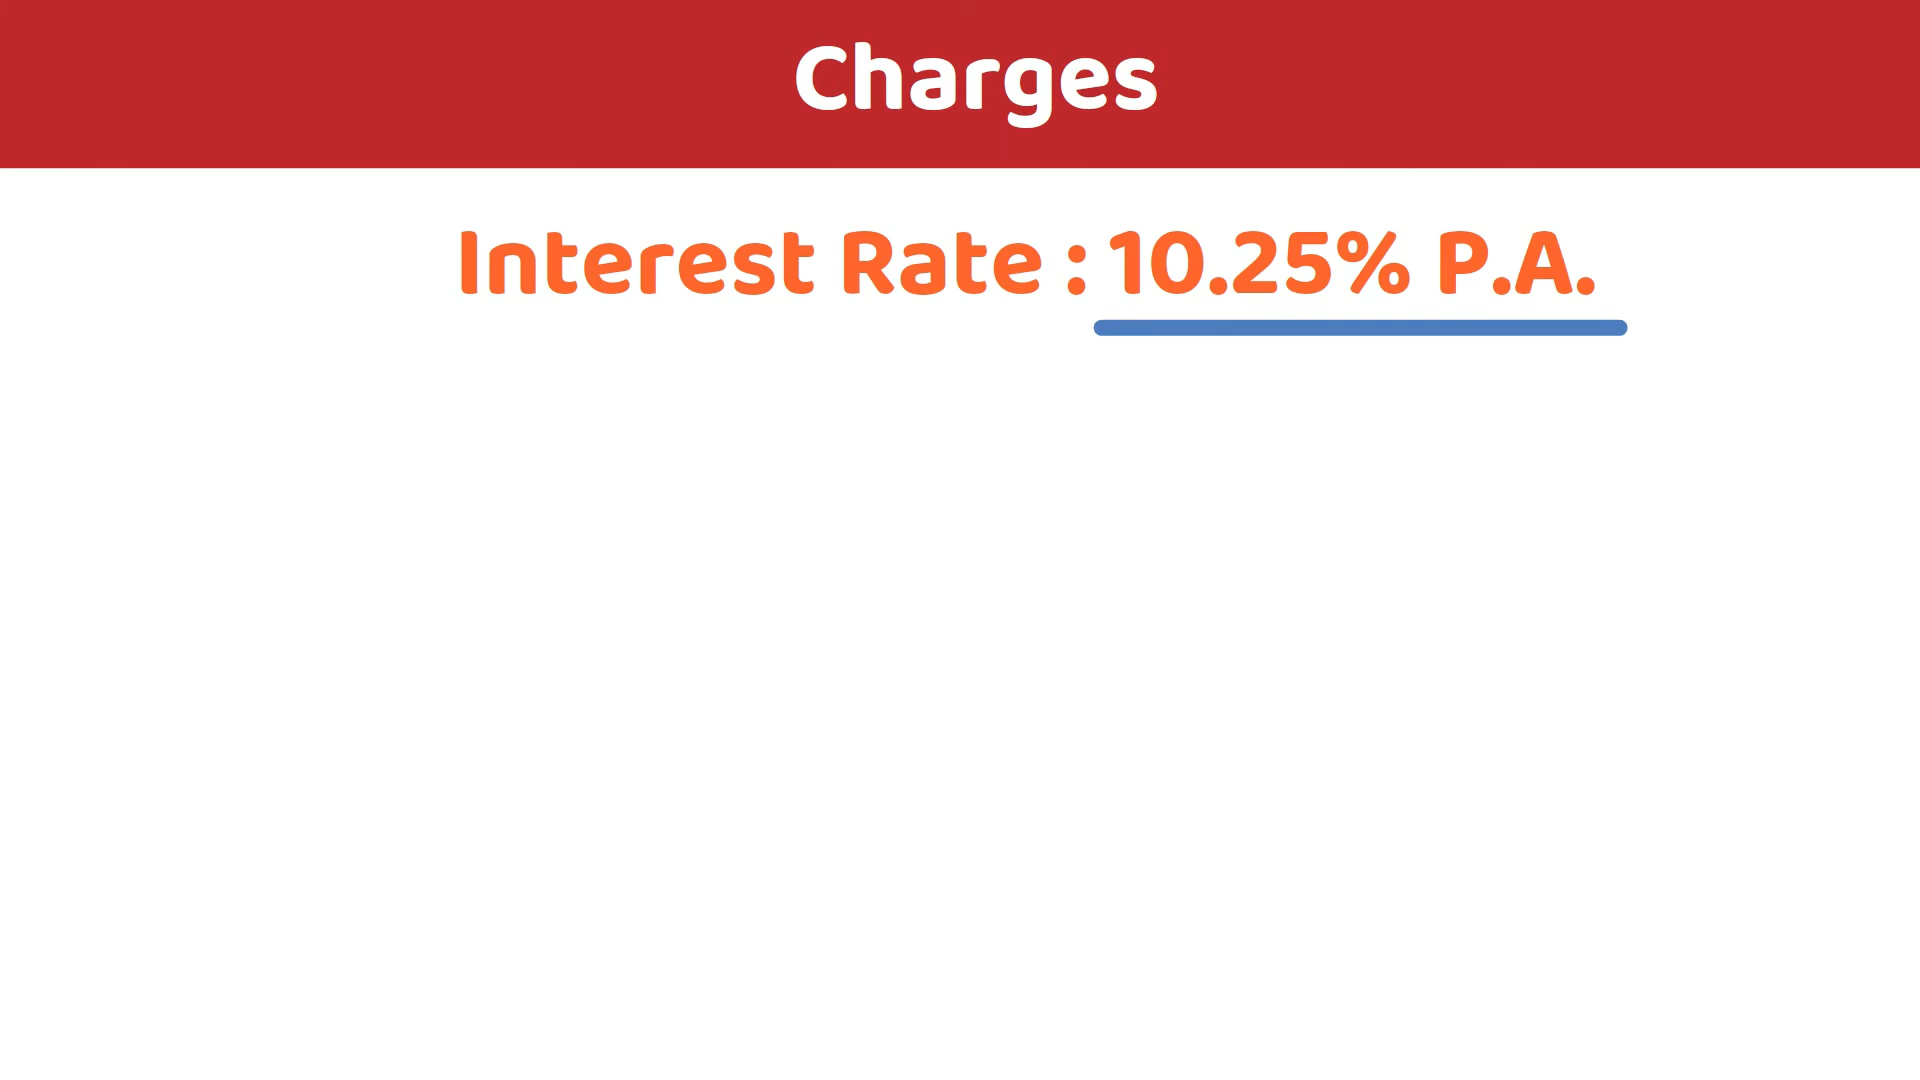 Charges
Interest Rate : 10.25% P.A.